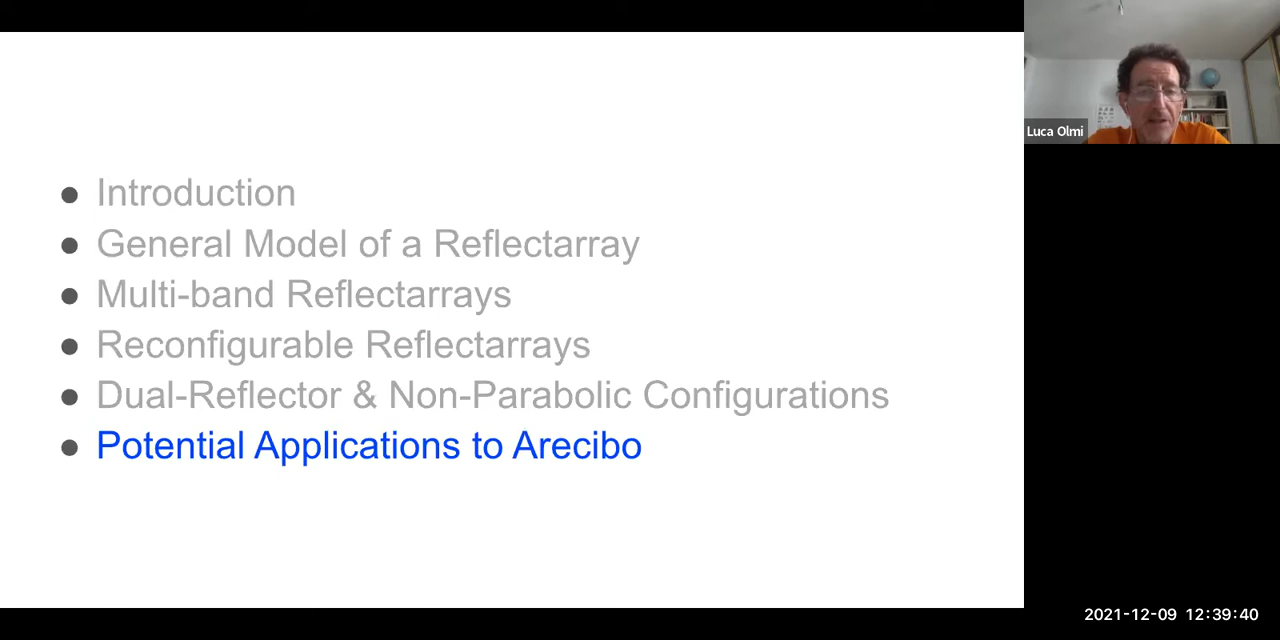 ● Introduction
● General Model of a Reflectarray
● Multi-band Reflectarrays
● Reconfigurable Reflectarrays
● Dual-Reflector & Non-Parabolic Configurations
● Potential Applications to Arecibo
Luca Olmi
2021-12-09 12:39:40